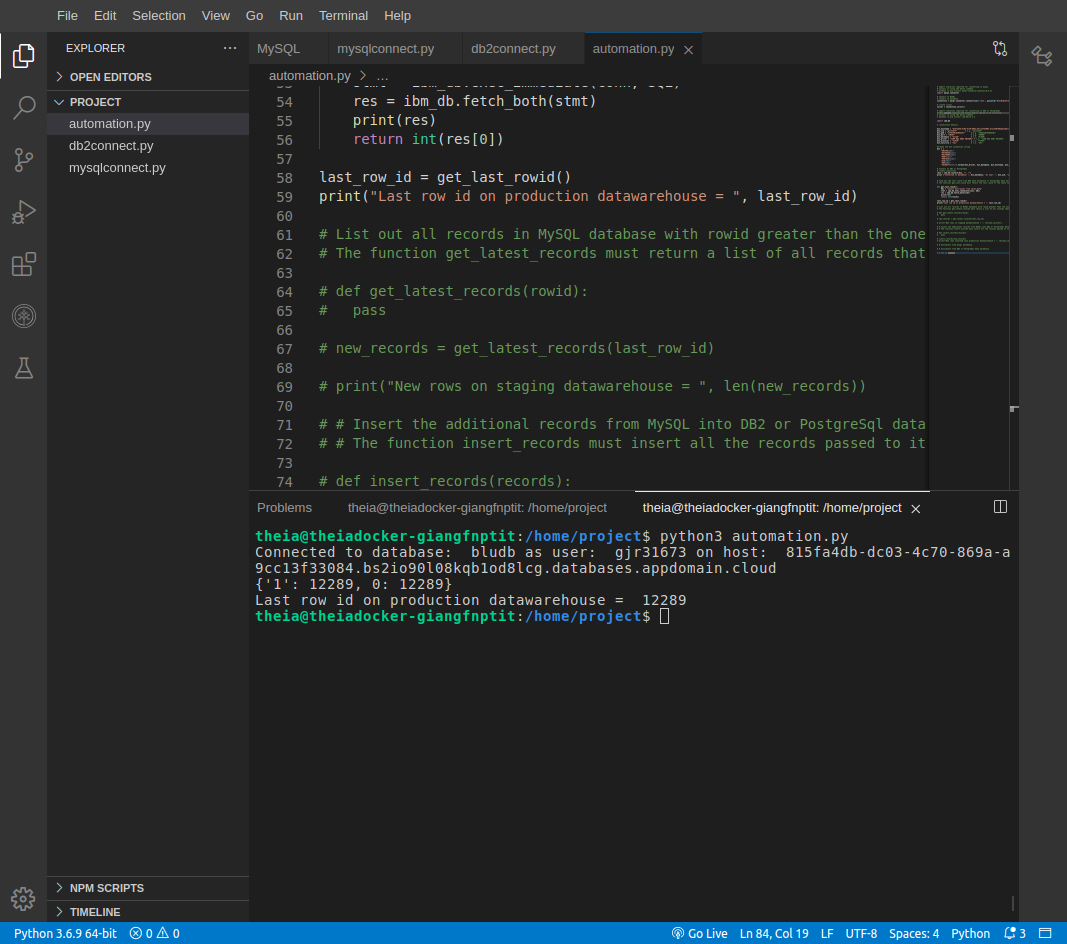 File Edit Selection View Go Run Terminal Help
EXPLORER
OPEN EDITORS
PROJECT
automation.py
db2connect.py
mysqlconnect.py
NPM SCRIPTS
TIMELINE
MySQL mysqlconnect.py db2connect.py automation.py
automation.py > ...
54 res = ibm_db.fetch_both(stmt)
55 print(res)
56 return int(res[0])
57
58 last_row_id = get_last_rowid()
59 print("Last row id on production datawarehouse = ", last_row_id)
60
61 # List out all records in MySQL database with rowid greater than the one
62 # The function get_latest_records must return a list of all records that
63
64 # def get_latest_records(rowid):
65 #   pass
66
67 # new_records = get_latest_records(last_row_id)
68
69 # print("New rows on staging datawarehouse = ", len(new_records))
70
71 # # Insert the additional records from MySQL into DB2 or PostgreSql data
72 # # The function insert_records must insert all the records passed to it
73
74 # def insert_records(records):
Problems theia@theiadocker-giangfnptit: /home/project theia@theiadocker-giangfnptit: /home/project
theia@theiadocker-giangfnptit:/home/project$ python3 automation.py
Connected to database:  bludb as user:  gjr31673 on host:  815fa4db-dc03-4c70-869a-a
9cc13f33084.bs2io90l08kqb1od8lcg.databases.appdomain.cloud
{'1': 12289, 0: 12289}
Last row id on production datawarehouse =  12289
theia@theiadocker-giangfnptit:/home/project$
Python 3.6.9 64-bit 0 0 Go Live Ln 84, Col 19 LF UTF-8 Spaces: 4 Python 3